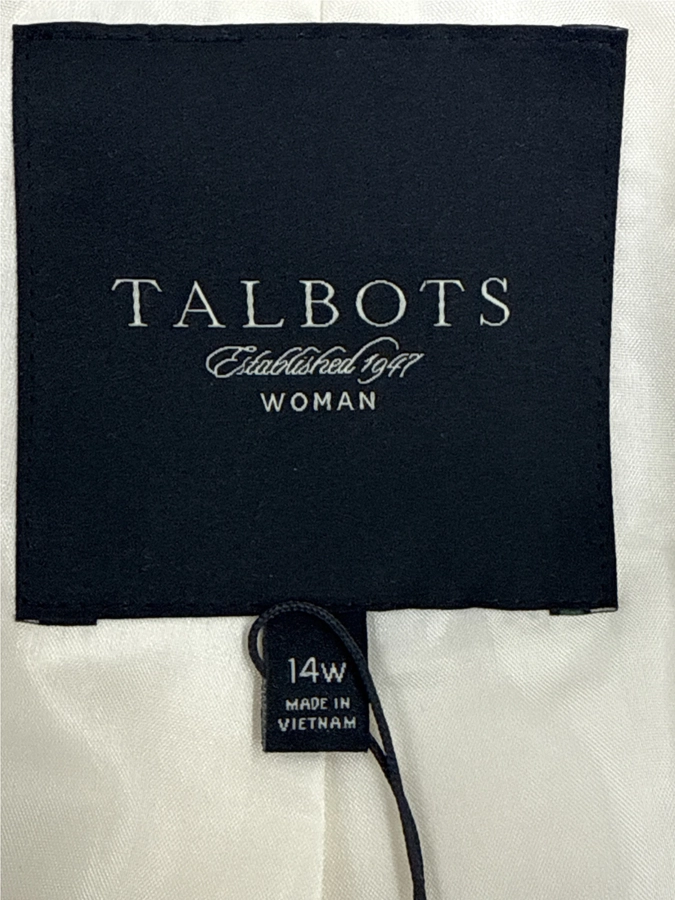 TALBOTS
Established 1947
WOMAN
14W
MADE IN
VIETNAM